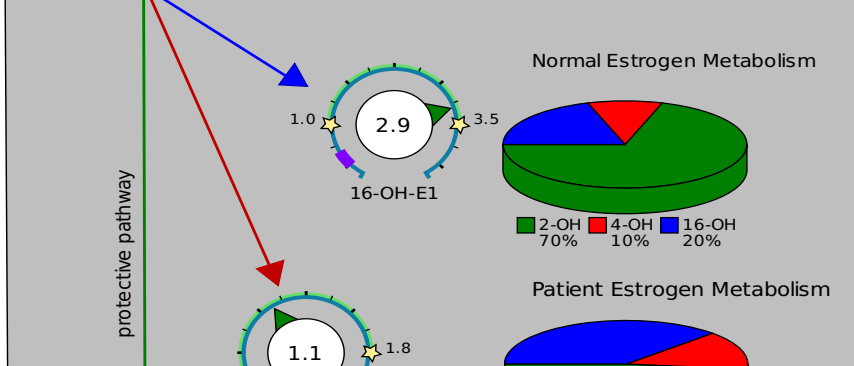 Normal Estrogen Metabolism
1.0
2.9
3.5
16-OH-E1
2-OH 4-OH 16-OH
70% 10% 20%
protective pathway
Patient Estrogen Metabolism
1.1
1.8